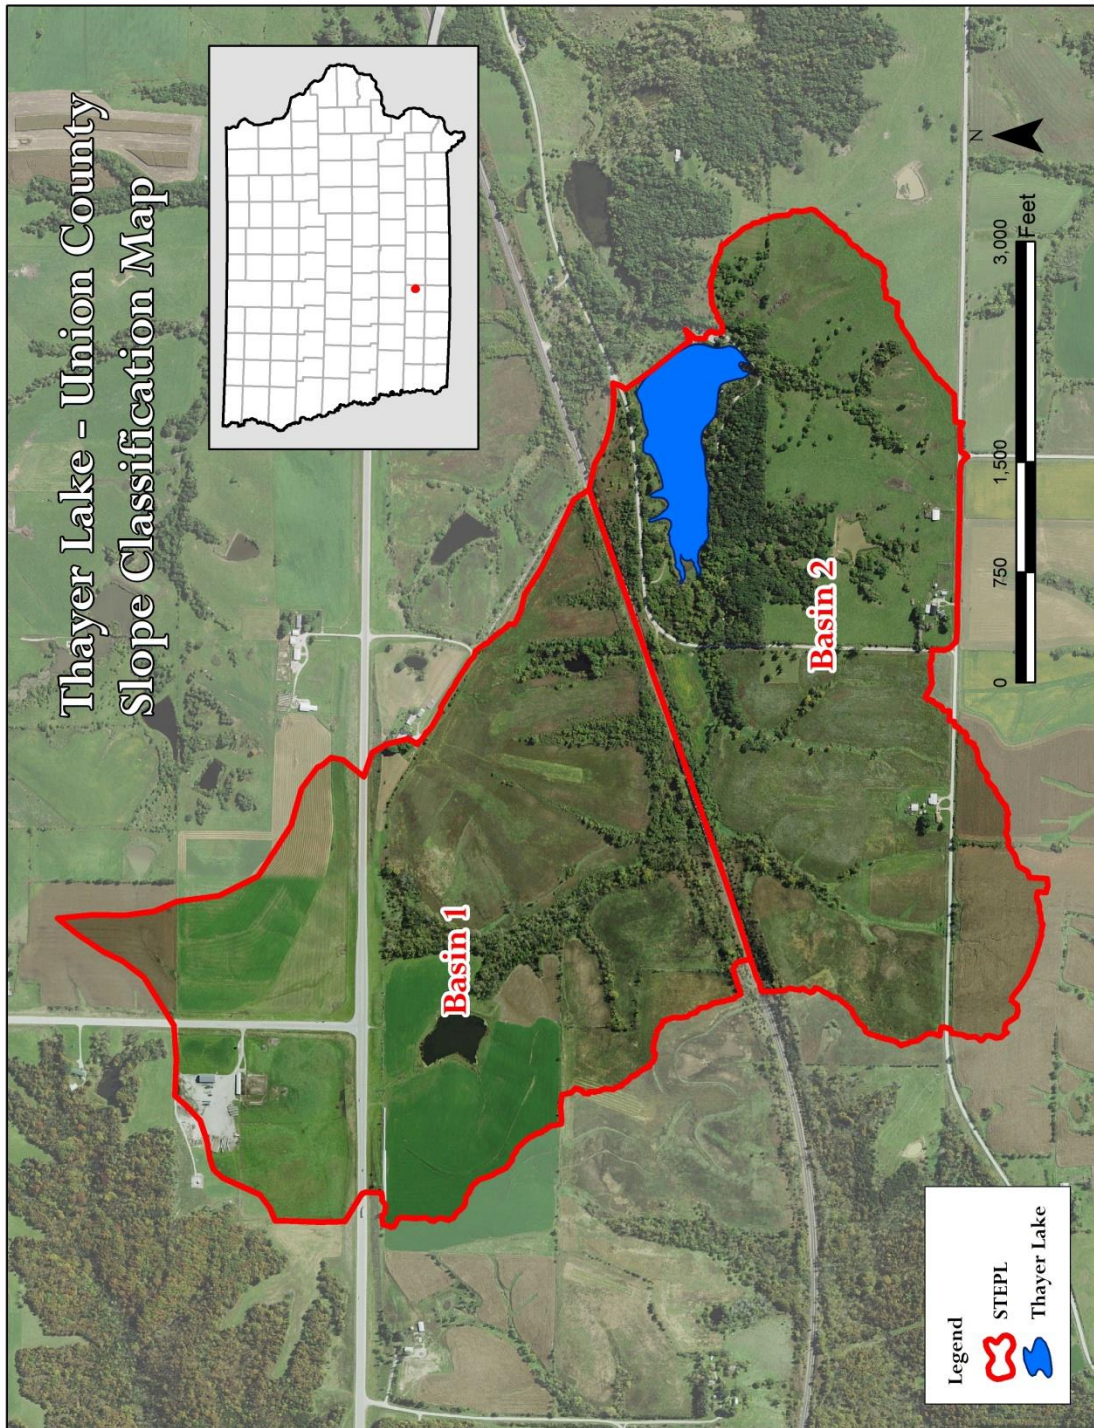 Thayer Lake - Union County
Slope Classification Map
Basin 1
Basin 2
N
0 750 1,500 3,000
Feet
Legend
STEPL
Thayer Lake